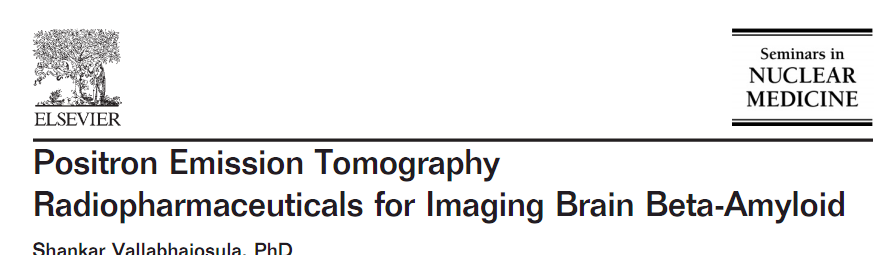 ELSEVIER
Seminars in
NUCLEAR
MEDICINE
Positron Emission Tomography
Radiopharmaceuticals for Imaging Brain Beta-Amyloid
Shankar Vallabhajosula, PhD